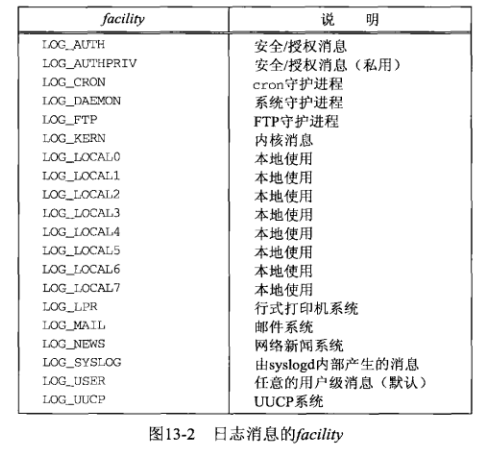 facility 说 明
LOG_AUTH 安全/授权消息
LOG_AUTHPRIV 安全/授权消息（私用）
LOG_CRON cron守护进程
LOG_DAEMON 系统守护进程
LOG_FTP FTP守护进程
LOG_KERN 内核消息
LOG_LOCAL0 本地使用
LOG_LOCAL1 本地使用
LOG_LOCAL2 本地使用
LOG_LOCAL3 本地使用
LOG_LOCAL4 本地使用
LOG_LOCAL5 本地使用
LOG_LOCAL6 本地使用
LOG_LOCAL7 本地使用
LOG_LPR 行式打印机系统
LOG_MAIL 邮件系统
LOG_NEWS 网络新闻系统
LOG_SYSLOG 由syslogd内部产生的消息
LOG_USER 任意的用户级消息（默认）
LOG_UUCP UUCP系统
图13-2 日志消息的facility